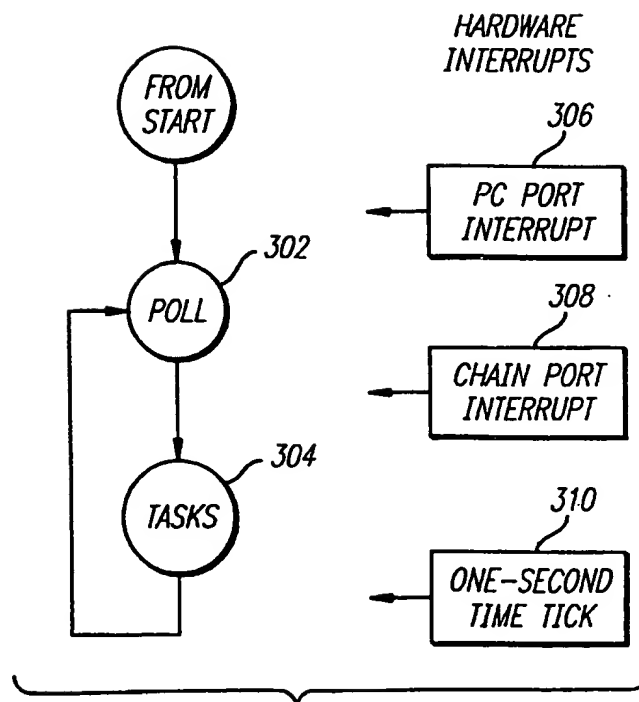 HARDWARE
INTERRUPTS
FROM
START
306
PC PORT
INTERRUPT
302
POLL
308
CHAIN PORT
INTERRUPT
304
TASKS
310
ONE-SECOND
TIME TICK